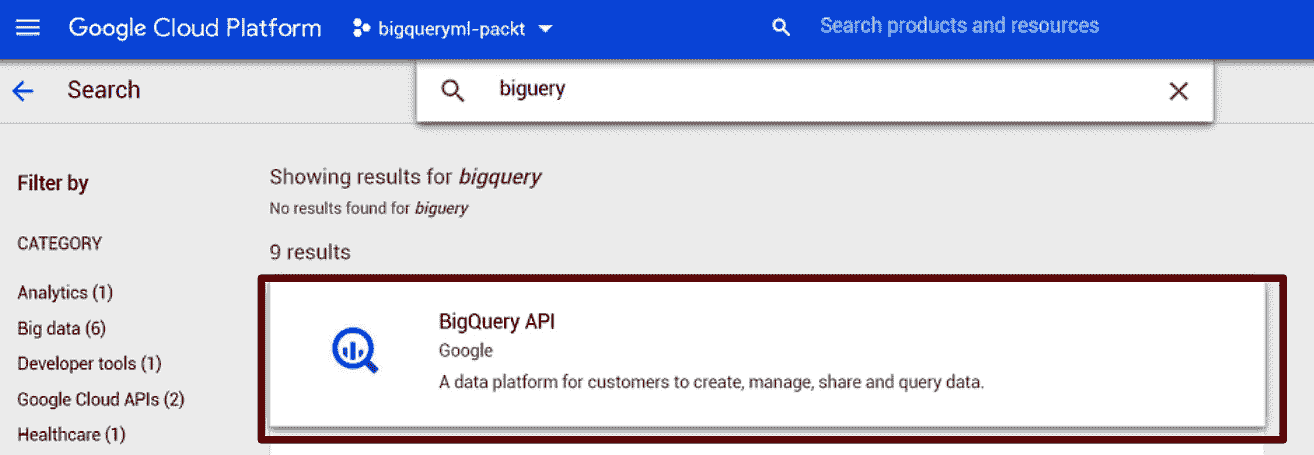 Google Cloud Platform bigqueryml-packt Search products and resources
Search biguery
Filter by
CATEGORY
Analytics (1)
Big data (6)
Developer tools (1)
Google Cloud APIs (2)
Healthcare (1)
Showing results for bigquery
No results found for biguery
9 results
BigQuery API
Google
A data platform for customers to create, manage, share and query data.